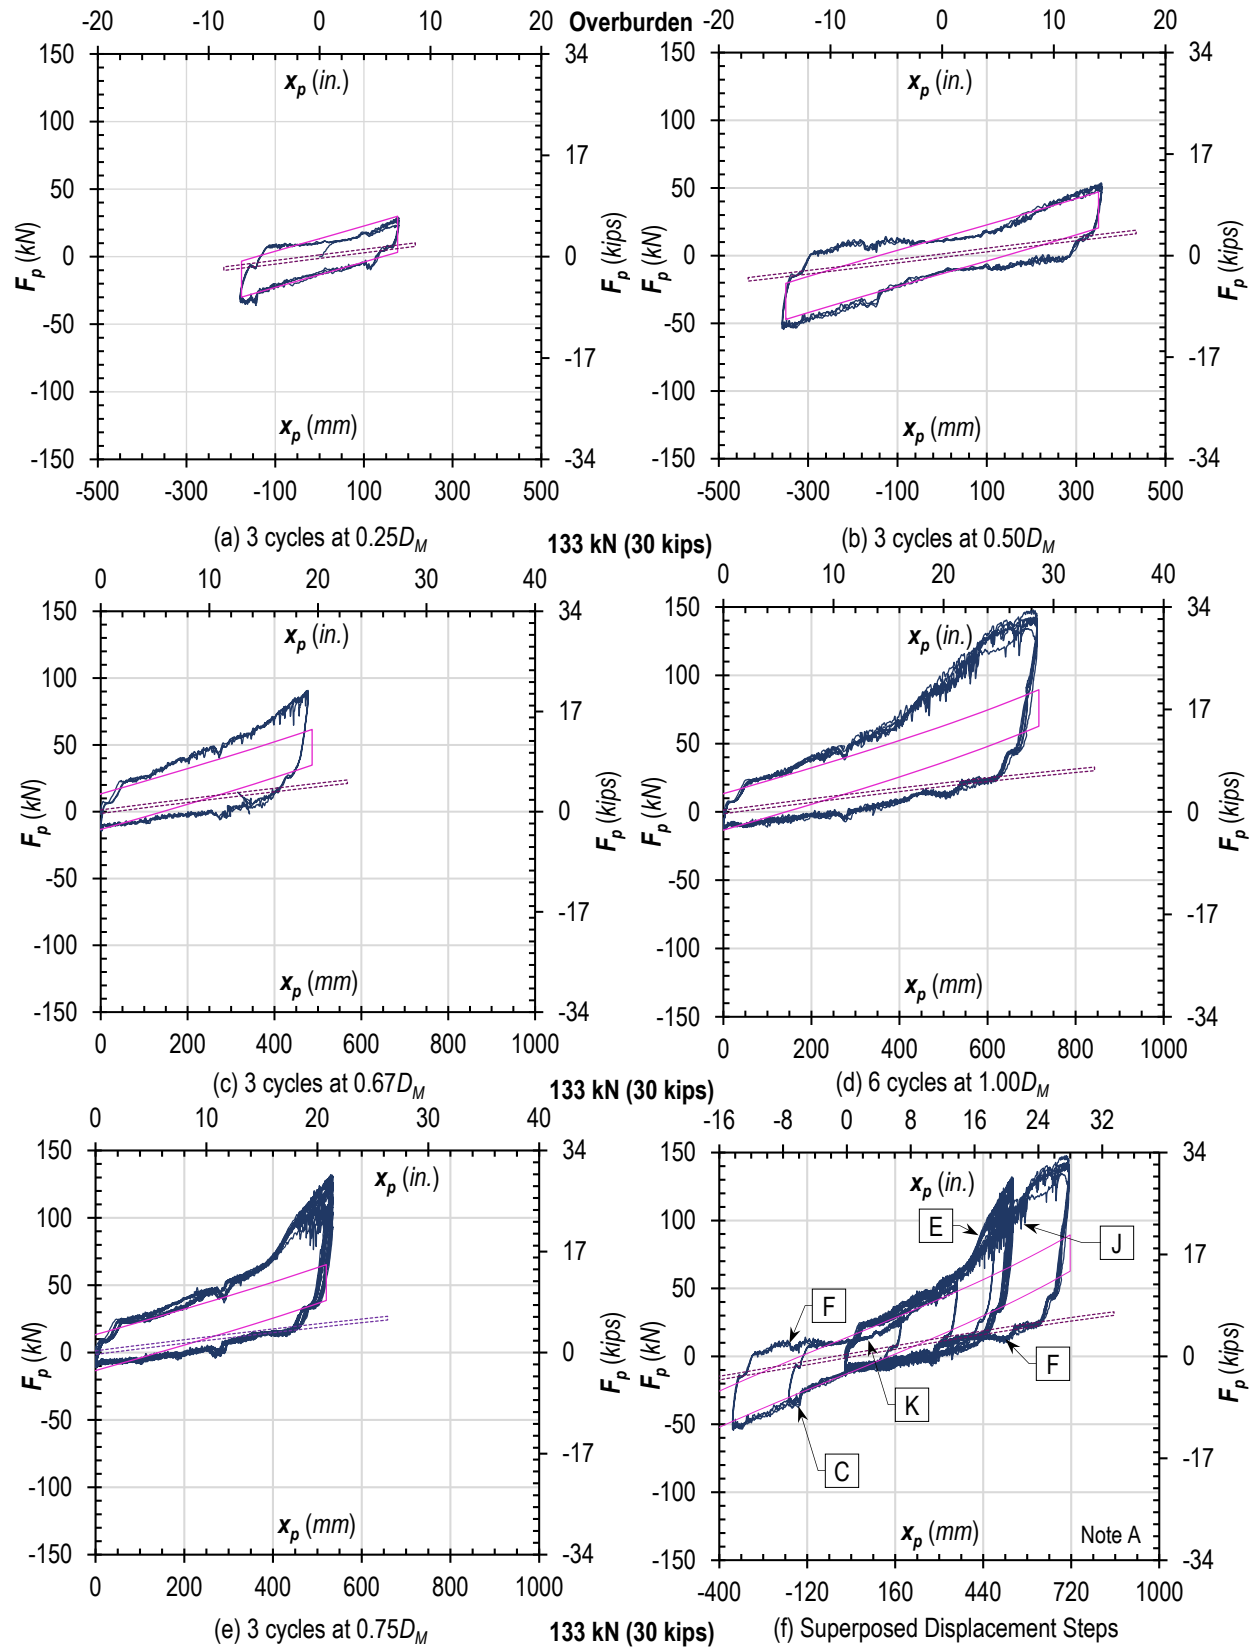 -20 -10 0 Overburden 10 20 -20 -10 0 10 20
150 34
x_p (in.) x_p (in.)
100 100
17 17
50 50
F_p (kN) 0 F_p (kips) F_p (kN) 0 0 F_p (kips)
-50 -50
-17 -17
-100 -100
x_p (mm) x_p (mm)
-150 -34 -150 -34
-500 -300 -100 100 300 500 -500 -300 -100 100 300 500
(a) 3 cycles at 0.25D_M 133 kN (30 kips) (b) 3 cycles at 0.50D_M
0 10 20 30 40 0 10 20 30 40
150 34 150 34
x_p (in.) x_p (in.)
100 100
17 17
50 50
F_p (kN) 0 0 F_p (kips) F_p (kN) 0 0 F_p (kips)
-50 -50
-17 -17
-100 -100
x_p (mm) x_p (mm)
-150 -34 -150 -34
0 200 400 600 800 1000 0 200 400 600 800 1000
(c) 3 cycles at 0.67D_M 133 kN (30 kips) (d) 6 cycles at 1.00D_M
0 10 20 30 40 -16 -8 0 8 16 24 32
150 34 150 34
x_p (in.) x_p (in.)
100 E J 100
17 17
50 50
F
F_p (kN) 0 0 F_p (kips) F_p (kN) 0 F 0 F_p (kips)
K
-50 -50
C
-17 -17
-100 -100
x_p (mm) x_p (mm) Note A
-150 -34 -150 -34
0 200 400 600 800 1000 -400 -120 160 440 720 1000
(e) 3 cycles at 0.75D_M 133 kN (30 kips) (f) Superposed Displacement Steps